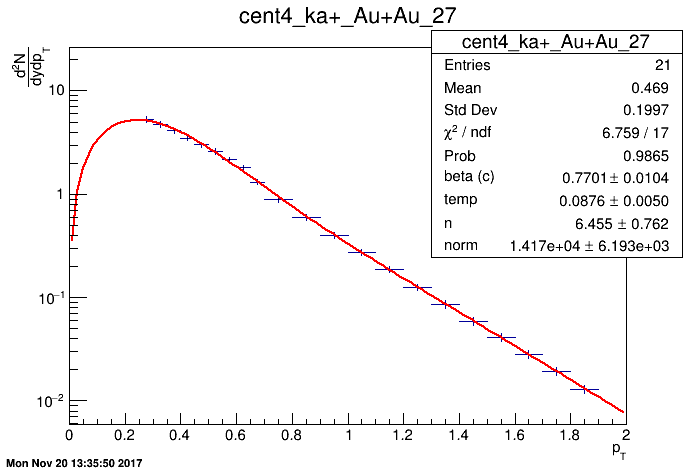 cent4_ka+_Au+Au_27
cent4_ka+_Au+Au_27
Entries 21
Mean 0.469
Std Dev 0.1997
χ² / ndf 6.759 / 17
Prob 0.9865
beta (c) 0.7701 ± 0.0104
temp 0.0876 ± 0.0050
n 6.455 ± 0.762
norm 1.417e+04 ± 6.193e+03
d²N
dydp_T
10
1
10⁻¹
10⁻²
0 0.2 0.4 0.6 0.8 1 1.2 1.4 1.6 1.8 2
p_T
Mon Nov 20 13:35:50 2017